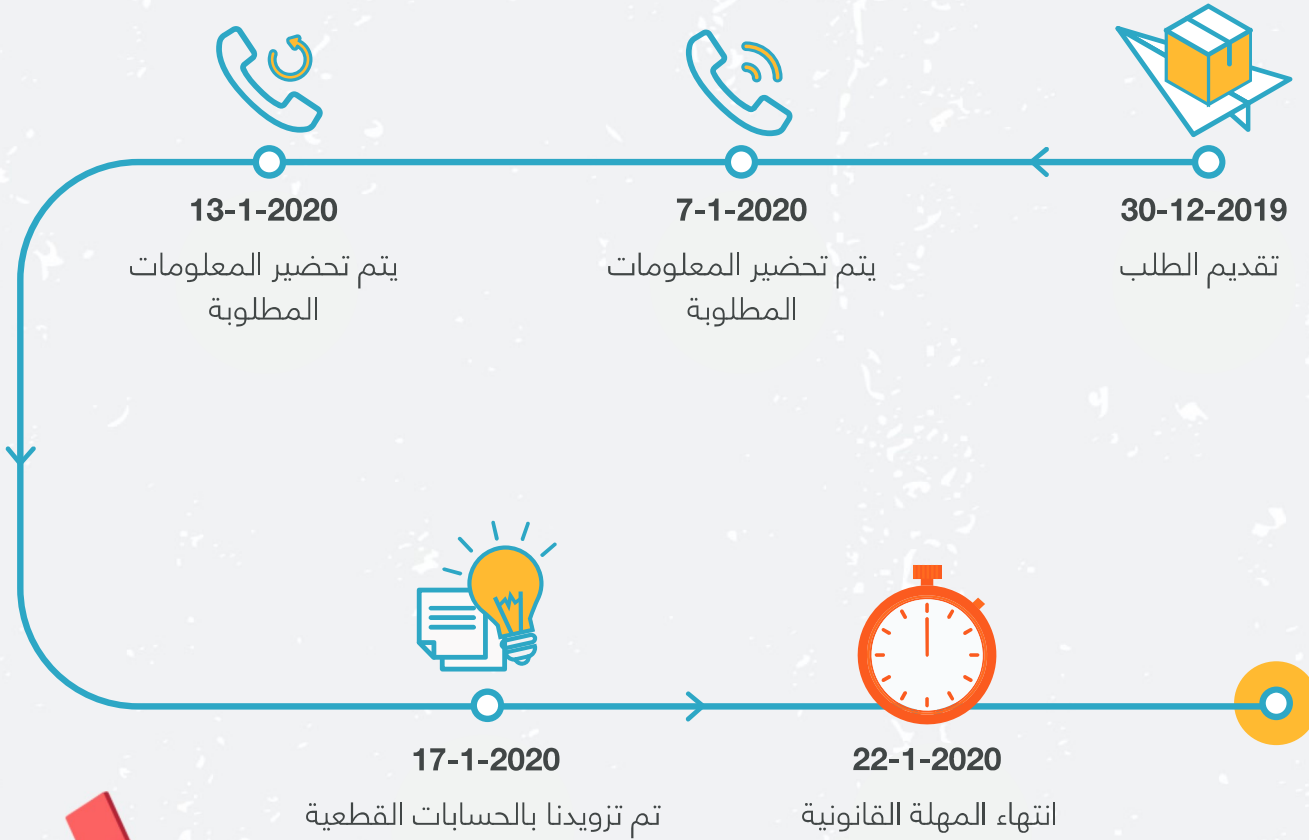 30-12-2019
تقديم الطلب
7-1-2020
يتم تحضير المعلومات
المطلوبة
13-1-2020
يتم تحضير المعلومات
المطلوبة
17-1-2020
تم تزويدنا بالحسابات القطعية
22-1-2020
انتهاء المهلة القانونية